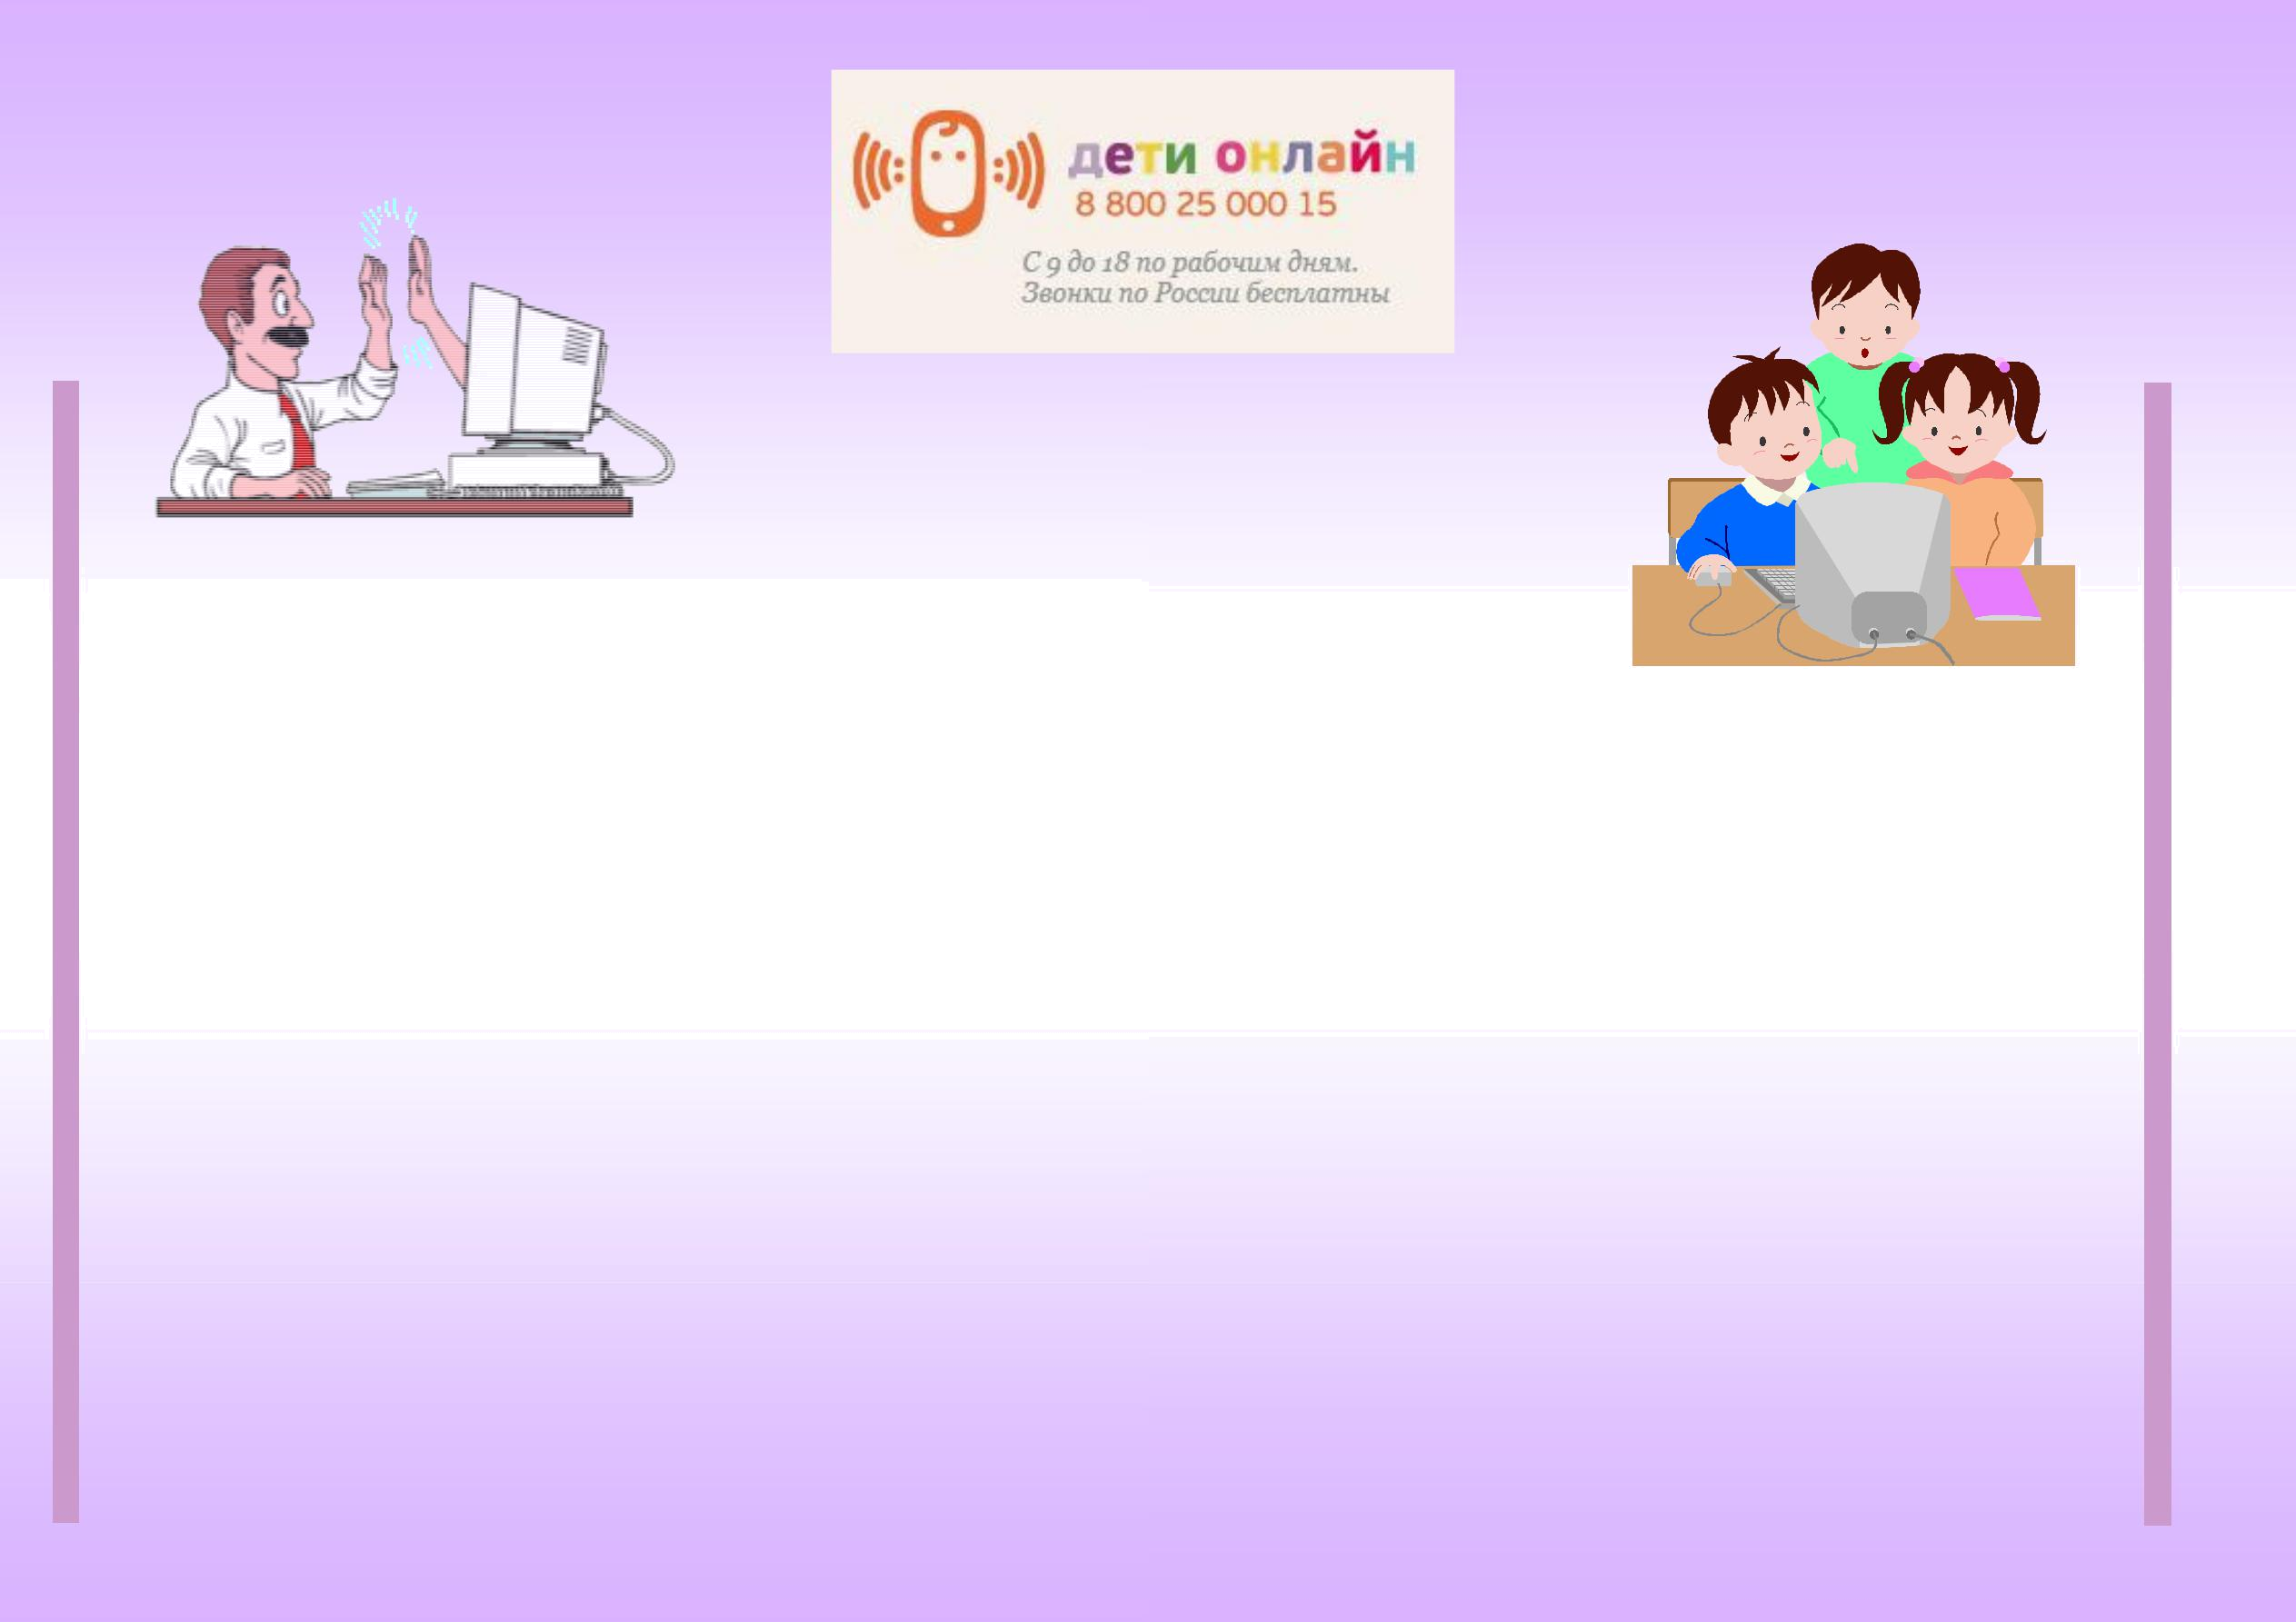 дети онлайн
8 800 25 000 15
С 9 до 18 по рабочим дням.
Звонки по России бесплатны